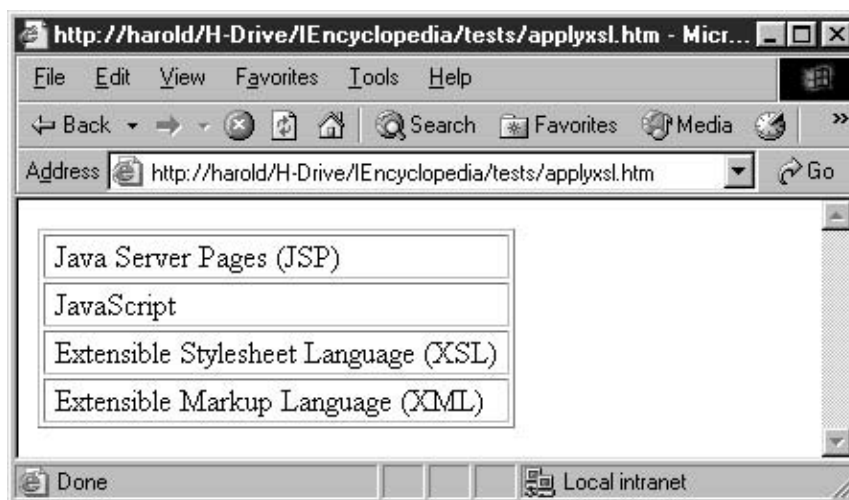 http://harold/H-Drive/IEncyclopedia/tests/applyxsl.htm - Micr...
File Edit View Favorites Tools Help
Back Search Favorites Media »
Address http://harold/H-Drive/IEncyclopedia/tests/applyxsl.htm Go
Java Server Pages (JSP)
JavaScript
Extensible Stylesheet Language (XSL)
Extensible Markup Language (XML)
Done Local intranet